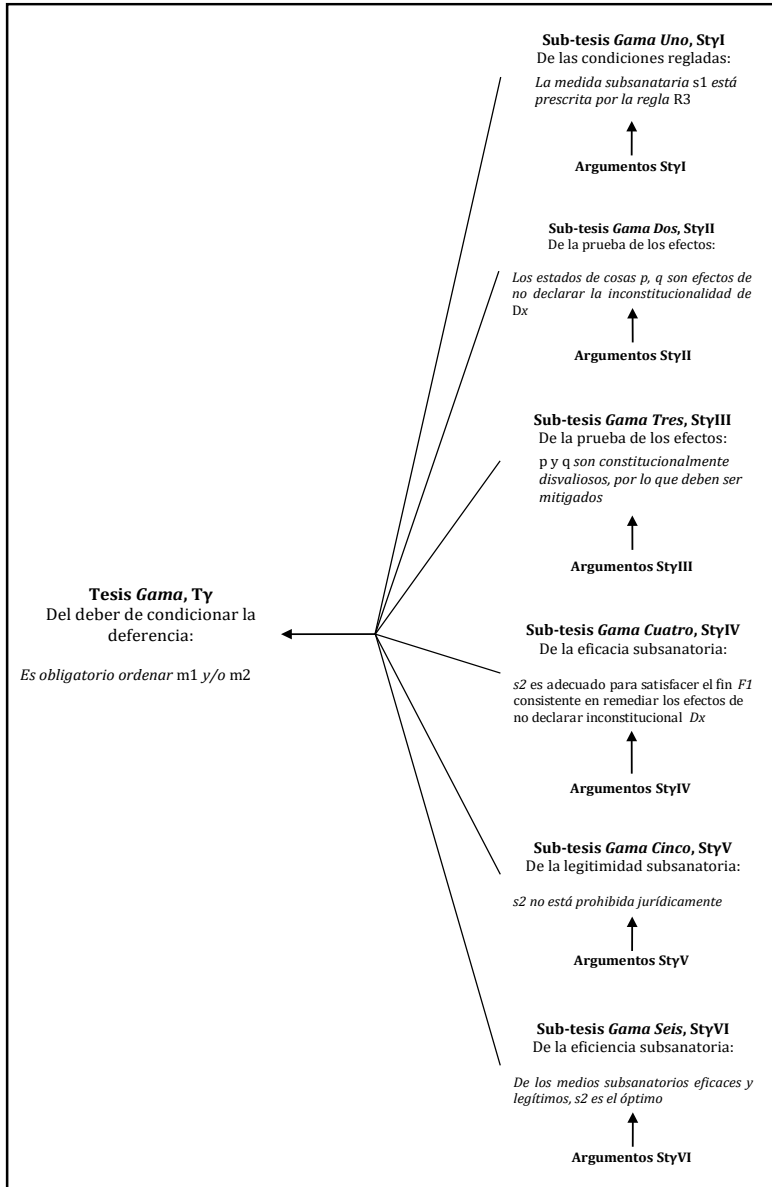 Sub-tesis Gama Uno, StγI
De las condiciones regladas:
La medida subsanataria s1 está
prescrita por la regla R3
Argumentos StγI
Sub-tesis Gama Dos, StγII
De la prueba de los efectos:
Los estados de cosas p, q son efectos de
no declarar la inconstitucionalidad de
Dx
Argumentos StγII
Sub-tesis Gama Tres, StγIII
De la prueba de los efectos:
p y q son constitucionalmente
disvaliosos, por lo que deben ser
mitigados
Argumentos StγIII
Tesis Gama, Tγ
Del deber de condicionar la
deferencia:
Es obligatorio ordenar m1 y/o m2
Sub-tesis Gama Cuatro, StγIV
De la eficacia subsanatoria:
s2 es adecuado para satisfacer el fin F1
consistente en remediar los efectos de
no declarar inconstitucional Dx
Argumentos StγIV
Sub-tesis Gama Cinco, StγV
De la legitimidad subsanatoria:
s2 no está prohibida jurídicamente
Argumentos StγV
Sub-tesis Gama Seis, StγVI
De la eficiencia subsanatoria:
De los medios subsanatorios eficaces y
legítimos, s2 es el óptimo
Argumentos StγVI